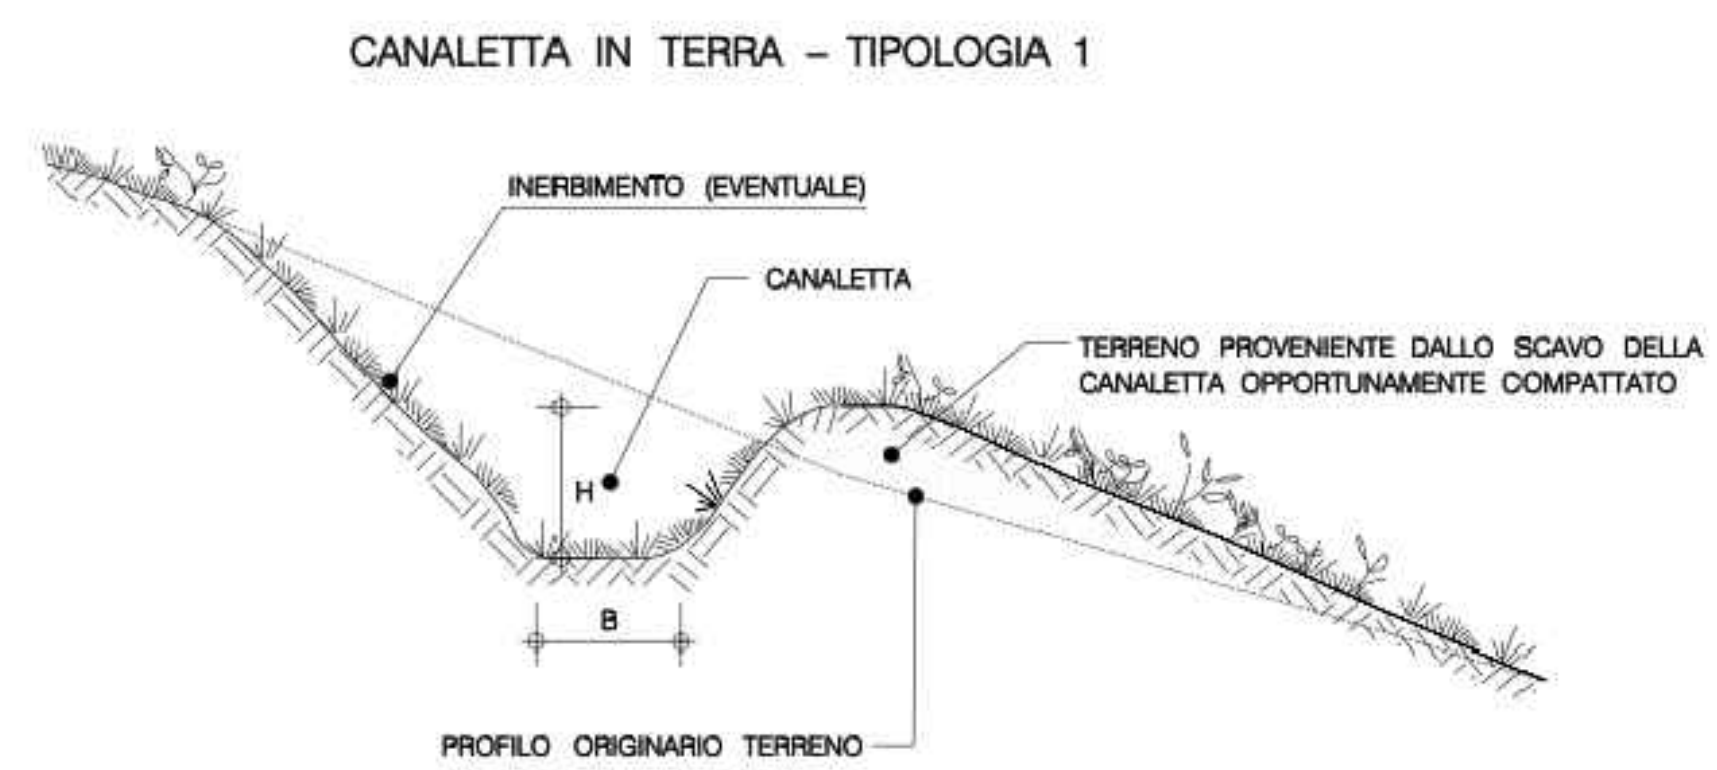 CANALETTA IN TERRA – TIPOLOGIA 1
INERBIMENTO (EVENTUALE)
CANALETTA
TERRENO PROVENIENTE DALLO SCAVO DELLA
CANALETTA OPPORTUNAMENTE COMPATTATO
H
B
PROFILO ORIGINARIO TERRENO